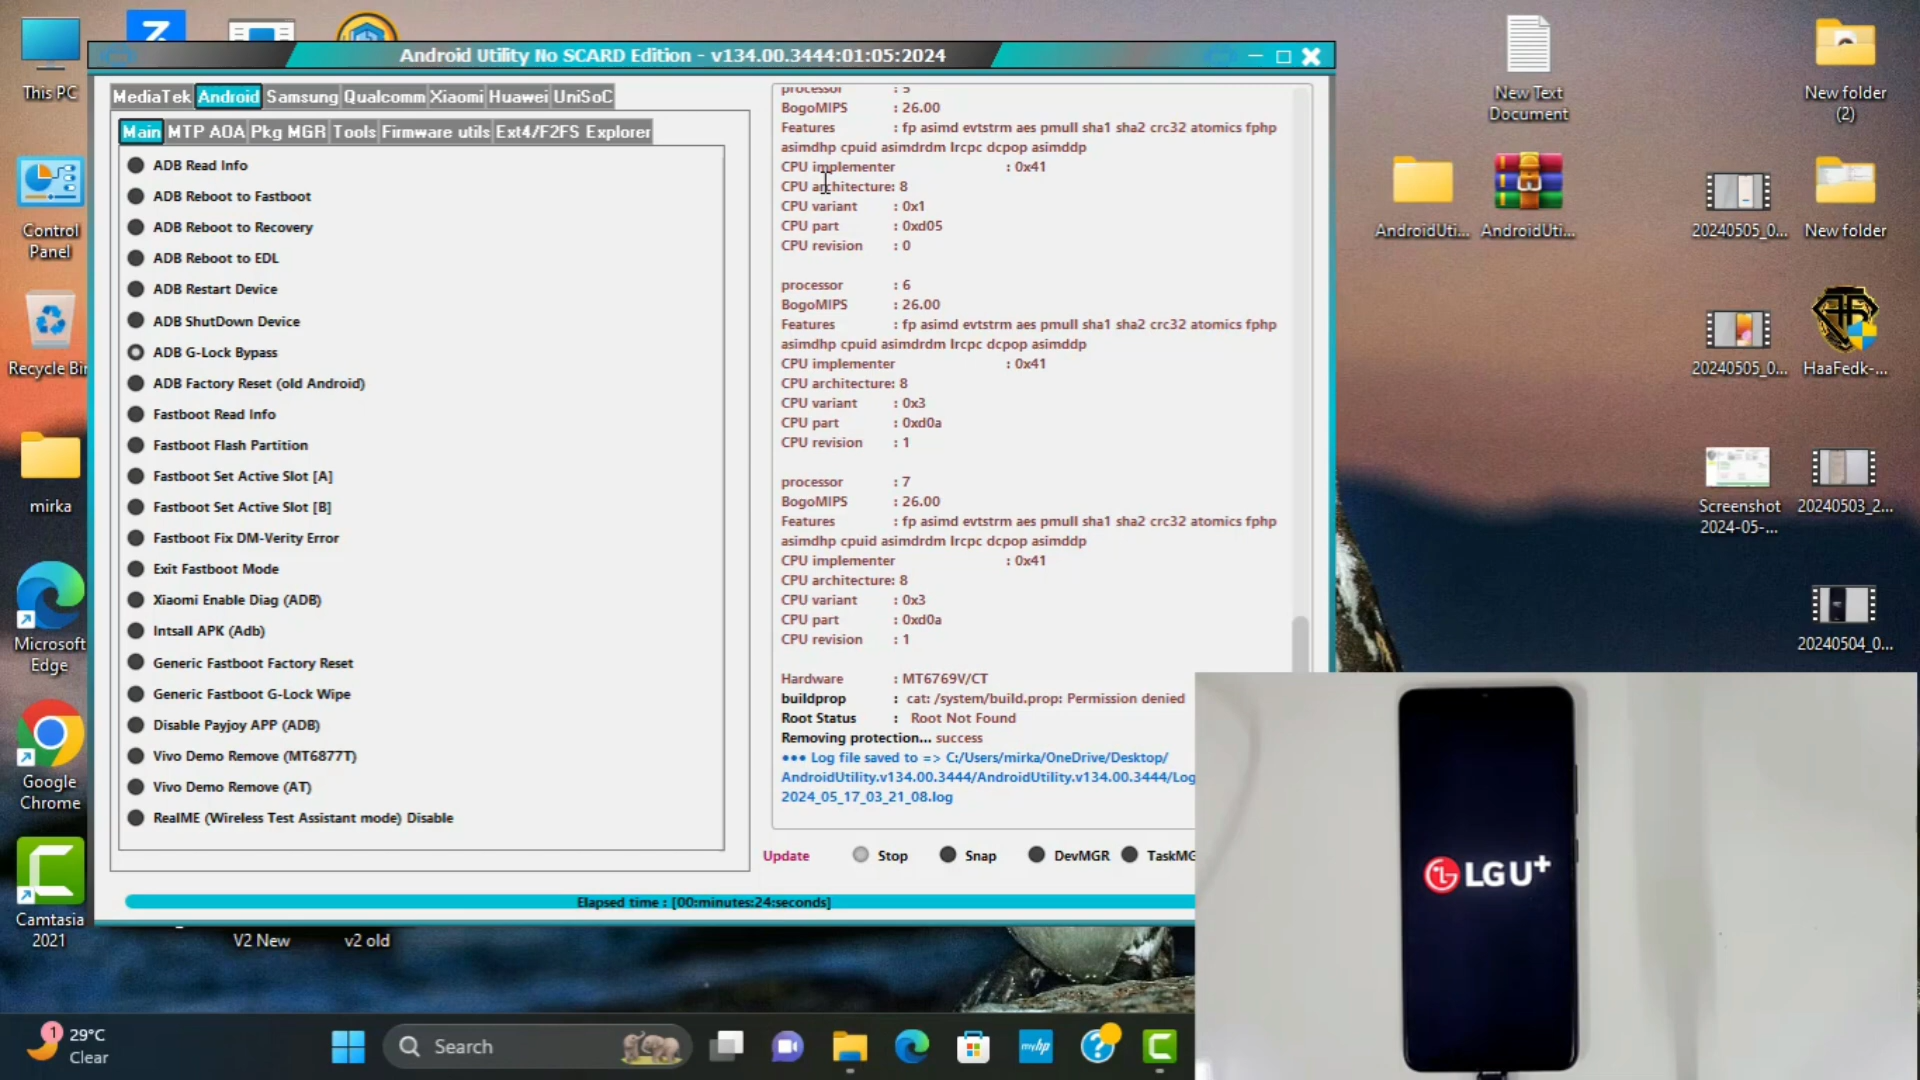 Android Utility No SCARD Edition - v134.00.3444:01:05:2024
MediaTek Android Samsung Qualcomm Xiaomi Huawei UniSoC
Main MTP AOA Pkg MGR Tools Firmware utils Ext4/F2FS Explorer
ADB Read Info
ADB Reboot to Fastboot
ADB Reboot to Recovery
ADB Reboot to EDL
ADB Restart Device
ADB ShutDown Device
ADB G-Lock Bypass
ADB Factory Reset (old Android)
Fastboot Read Info
Fastboot Flash Partition
Fastboot Set Active Slot [A]
Fastboot Set Active Slot [B]
Fastboot Fix DM-Verity Error
Exit Fastboot Mode
Xiaomi Enable Diag (ADB)
Intsall APK (Adb)
Generic Fastboot Factory Reset
Generic Fastboot G-Lock Wipe
Disable Payjoy APP (ADB)
Vivo Demo Remove (MT6877T)
Vivo Demo Remove (AT)
RealME (Wireless Test Assistant mode) Disable
processor : 5
BogoMIPS : 26.00
Features : fp asimd evtstrm aes pmull sha1 sha2 crc32 atomics fphp
asimdhp cpuid asimdrdm lrcpc dcpop asimddp
CPU implementer : 0x41
CPU architecture: 8
CPU variant : 0x1
CPU part : 0xd05
CPU revision : 0
processor : 6
BogoMIPS : 26.00
Features : fp asimd evtstrm aes pmull sha1 sha2 crc32 atomics fphp
asimdhp cpuid asimdrdm lrcpc dcpop asimddp
CPU implementer : 0x41
CPU architecture: 8
CPU variant : 0x3
CPU part : 0xd0a
CPU revision : 1
processor : 7
BogoMIPS : 26.00
Features : fp asimd evtstrm aes pmull sha1 sha2 crc32 atomics fphp
asimdhp cpuid asimdrdm lrcpc dcpop asimddp
CPU implementer : 0x41
CPU architecture: 8
CPU variant : 0x3
CPU part : 0xd0a
CPU revision : 1
Hardware : MT6769V/CT
buildprop : cat: /system/build.prop: Permission denied
Root Status : Root Not Found
Removing protection... success
••• Log file saved to => C:/Users/mirka/OneDrive/Desktop/
AndroidUtility.v134.00.3444/AndroidUtility.v134.00.3444/Log
2024_05_17_03_21_08.log
Update Stop Snap DevMGR TaskMG
Elapsed time : [00:minutes:24:seconds]
This PC
Control
Panel
Recycle Bin
mirka
Microsoft
Edge
Google
Chrome
Camtasia
2021
V2 New
v2 old
New Text
Document
New folder
(2)
AndroidUti...
AndroidUti...
20240505_0...
New folder
20240505_0...
HaaFedk-...
Screenshot
2024-05-...
20240503_2...
20240504_0...
LG U+
1
29°C
Clear
Search
myhp